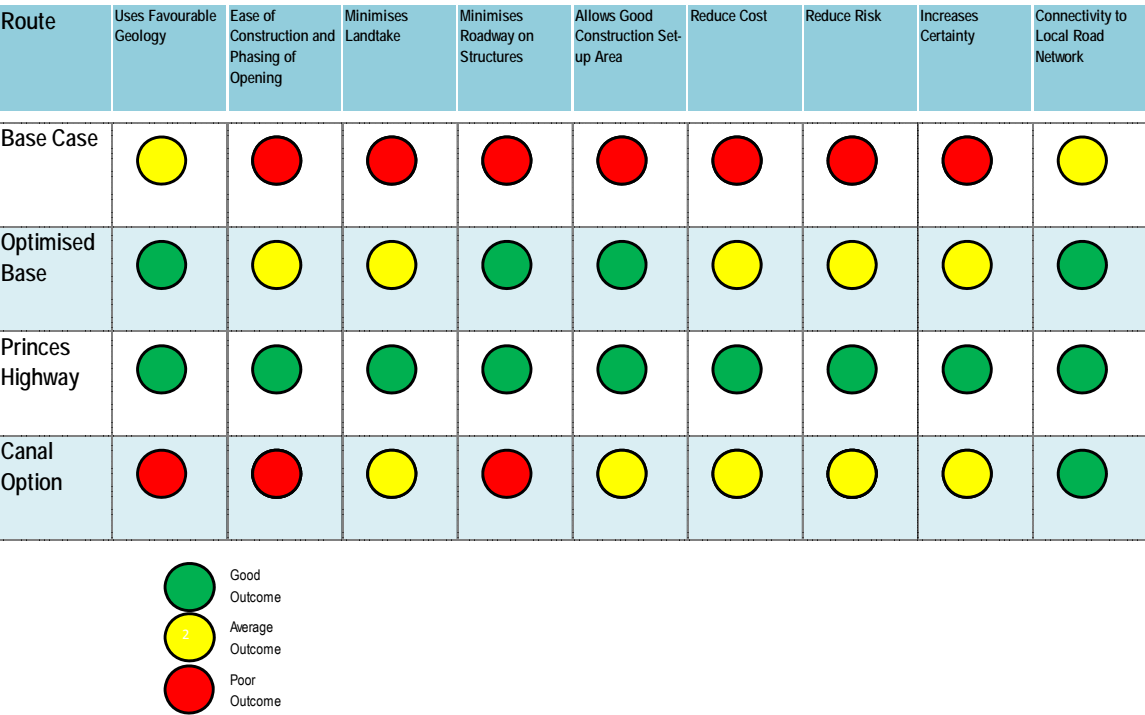 Route
Uses Favourable
Geology
Ease of
Construction and
Phasing of
Opening
Minimises
Landtake
Minimises
Roadway on
Structures
Allows Good
Construction Set-
up Area
Reduce Cost
Reduce Risk
Increases
Certainty
Connectivity to
Local Road
Network
Base Case
Optimised
Base
Princes
Highway
Canal
Option
Good
Outcome
2
Average
Outcome
Poor
Outcome